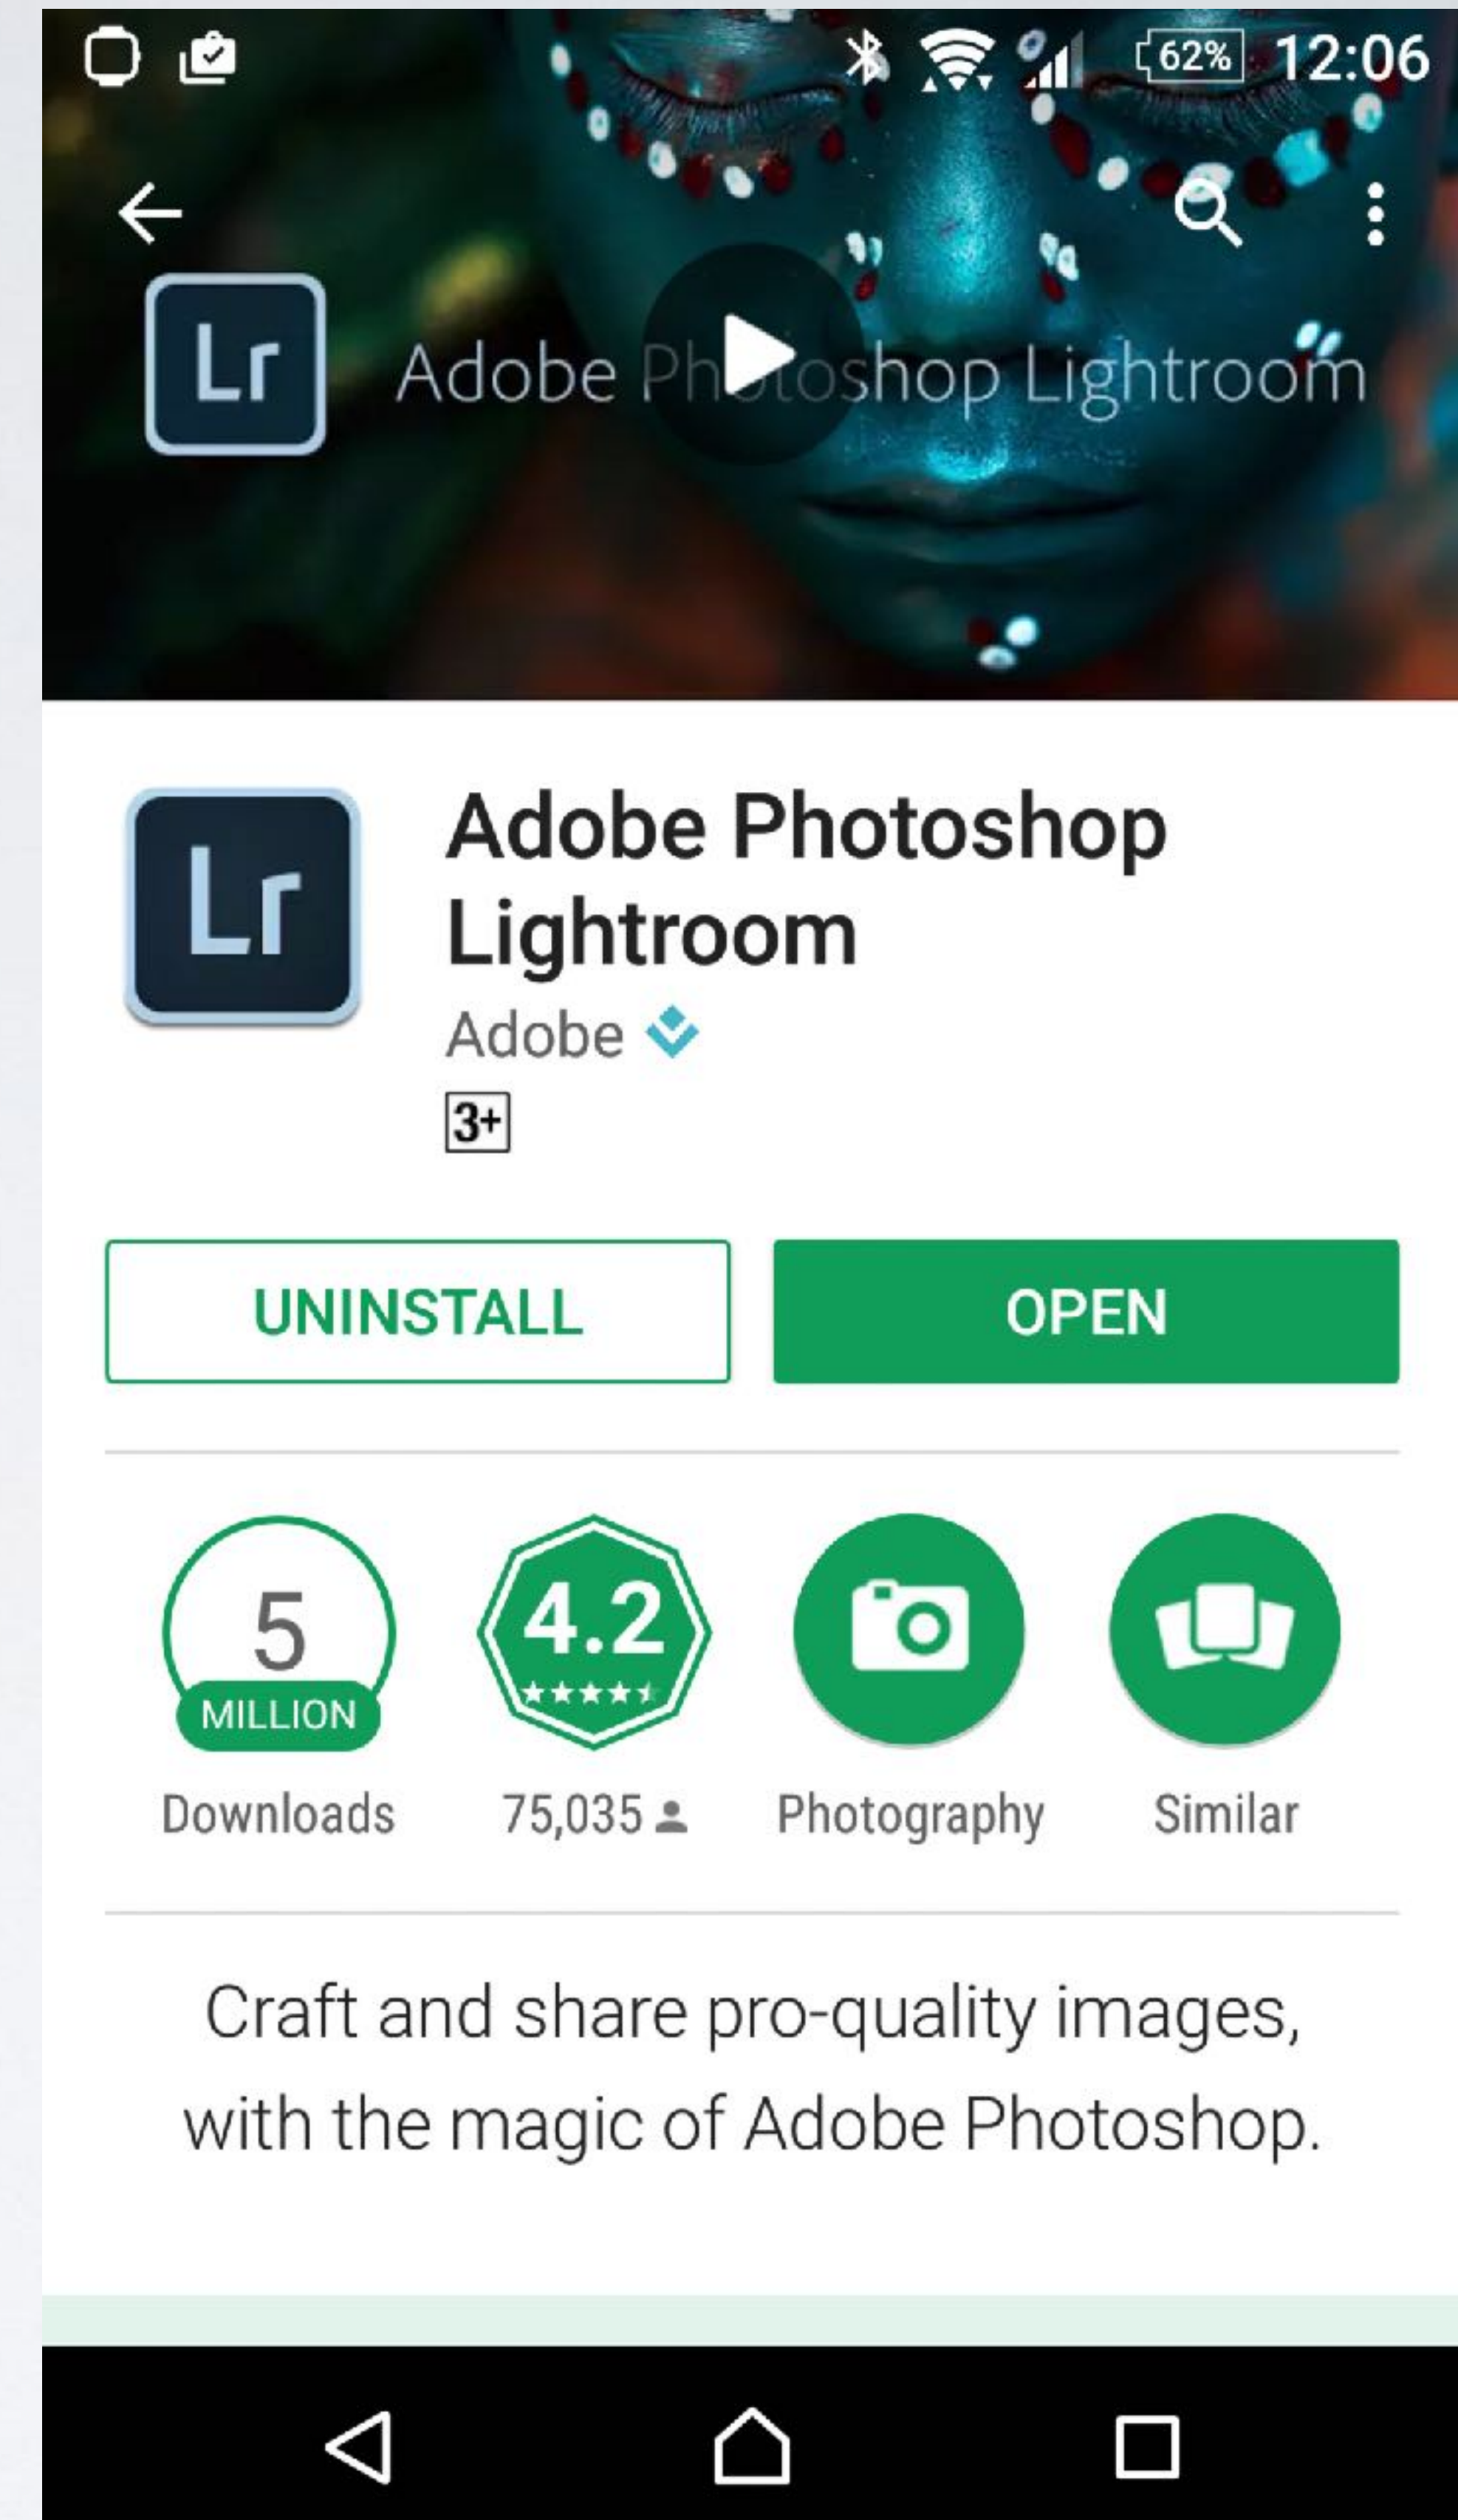 62% 12:06
Lr Adobe Photoshop Lightroom
Lr
Adobe Photoshop
Lightroom
Adobe
3+
UNINSTALL OPEN
5 4.2
MILLION
Downloads 75,035 Photography Similar
Craft and share pro-quality images,
with the magic of Adobe Photoshop.